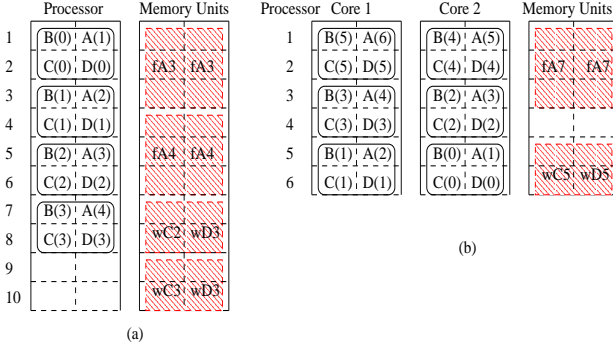 Processor Memory Units
1 B(0) A(1)
2 C(0) D(0) fA3 fA3
3 B(1) A(2)
4 C(1) D(1)
5 B(2) A(3) fA4 fA4
6 C(2) D(2)
7 B(3) A(4)
8 C(3) D(3) wC2 wD3
9
10 wC3 wD3
(a)
Processor Core 1 Core 2 Memory Units
1 B(5) A(6) B(4) A(5)
2 C(5) D(5) C(4) D(4) fA7 fA7
3 B(3) A(4) B(2) A(3)
4 C(3) D(3) C(2) D(2)
5 B(1) A(2) B(0) A(1)
6 C(1) D(1) C(0) D(0) wC5 wD5
(b)